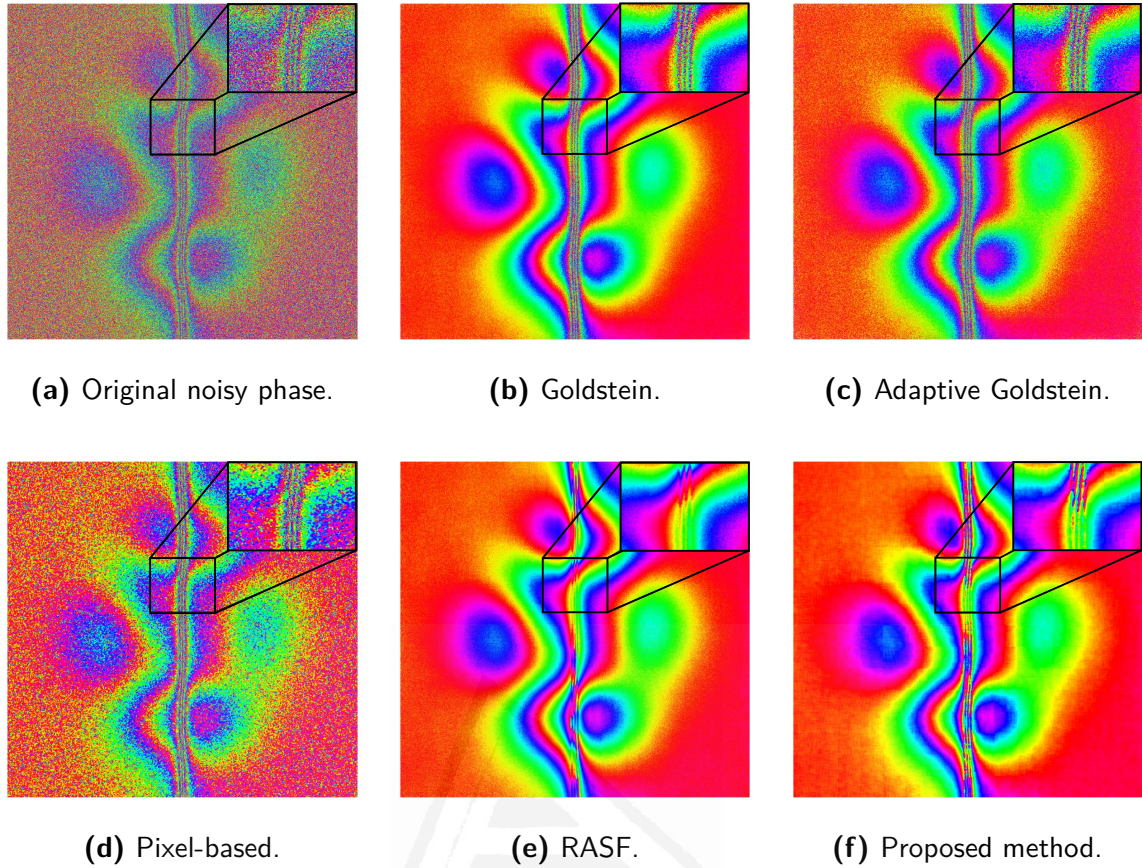 (a) Original noisy phase.
(b) Goldstein.
(c) Adaptive Goldstein.
(d) Pixel-based.
(e) RASF.
(f) Proposed method.